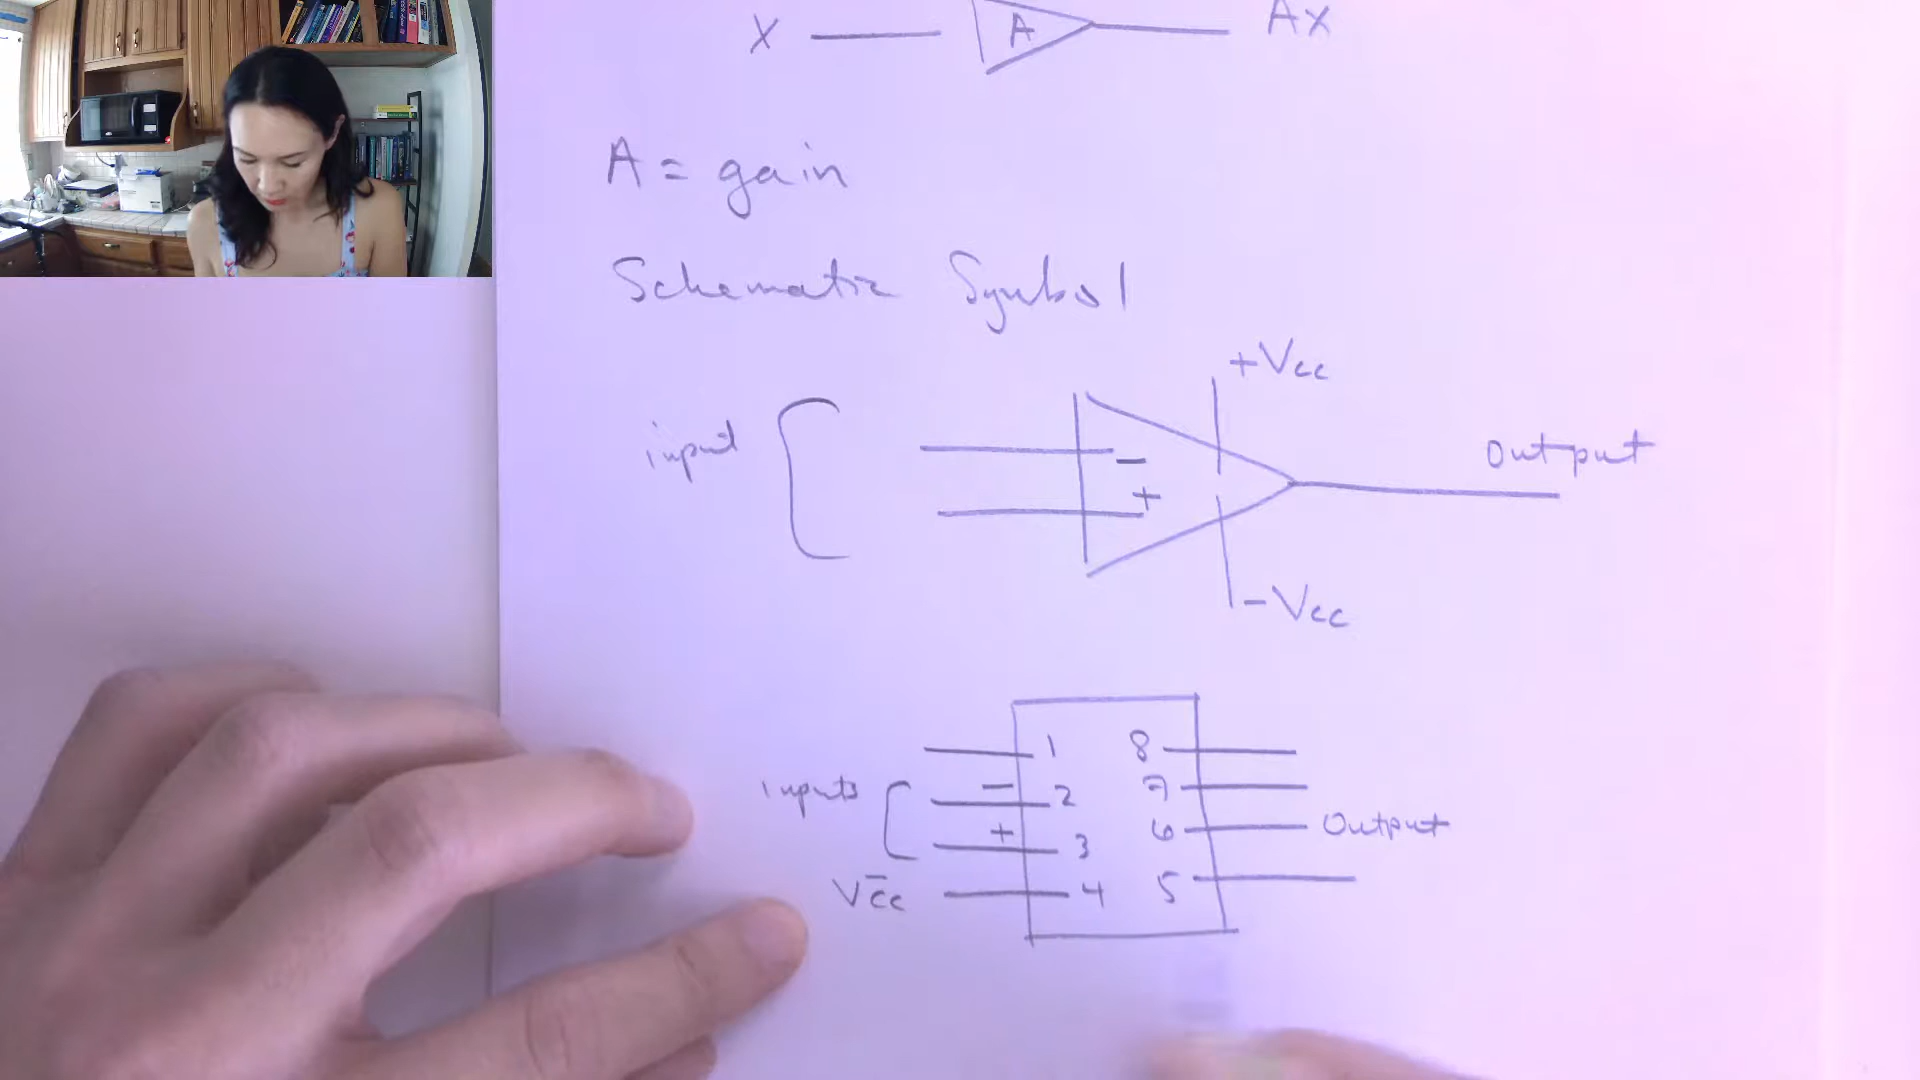 X A AX
A = gain
Schematic Symbol
+Vcc
input - + Output
-Vcc
1 8
inputs - 2 7
+ 3 6 Output
Vcc̄ 4 5